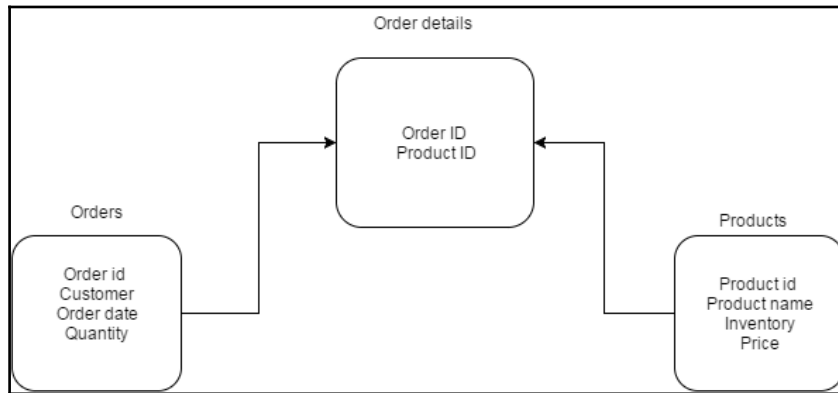 Order details
Order ID
Product ID
Orders
Order id
Customer
Order date
Quantity
Products
Product id
Product name
Inventory
Price